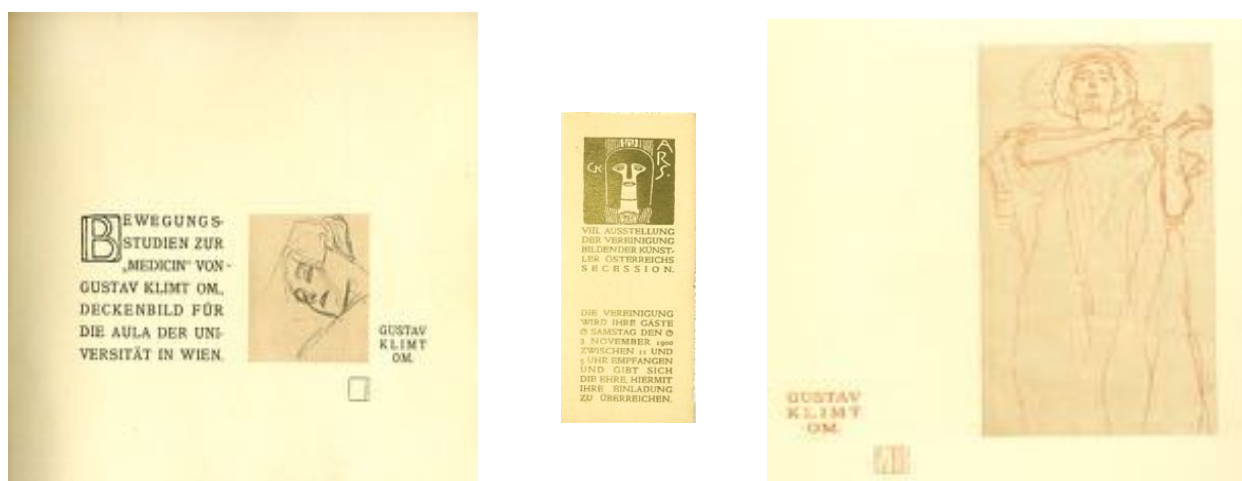 BEWEGUNGS-
STUDIEN ZUR
„MEDICIN“ VON
GUSTAV KLIMT OM.,
DECKENBILD FÜR
DIE AULA DER UNI-
VERSITÄT IN WIEN.
GUSTAV
KLIMT
OM.
ARS.
VIII. AUSSTELLUNG
DER VEREINIGUNG
BILDENDER KÜNST-
LER ÖSTERREICHS
SECESSION.
DIE VEREINIGUNG
WIRD IHRE GÄSTE
SAMSTAG DEN
NOVEMBER 1900
ZWISCHEN 11 UND
5 UHR EMPFANGEN
UND GIBT SICH
DIE EHRE, HIERMIT
IHRE EINLADUNG
ZU ÜBERREICHEN.
GUSTAV
KLIMT
OM.